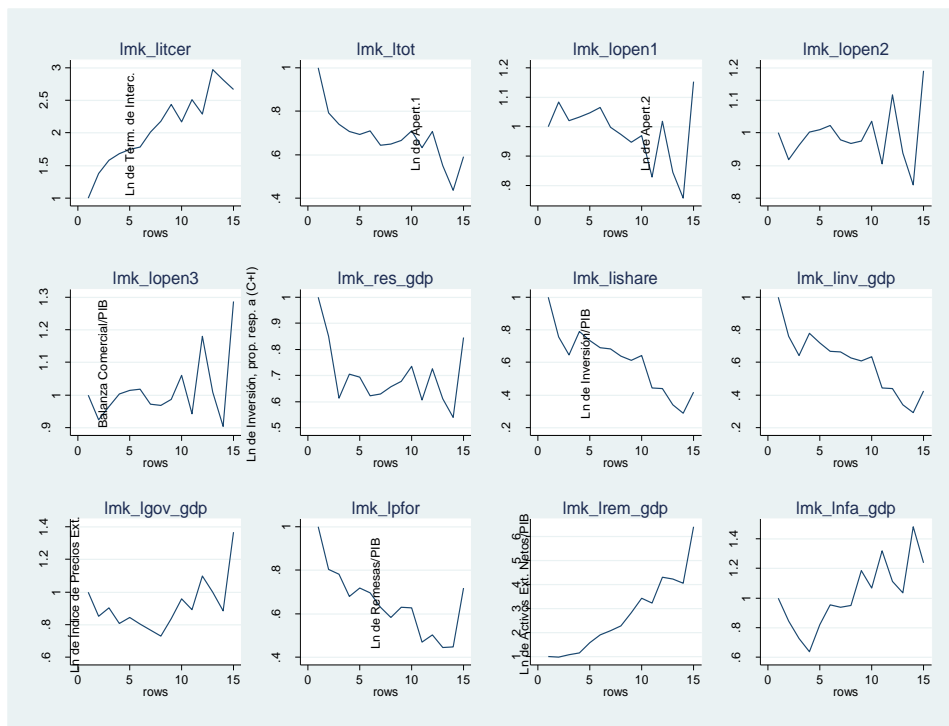 lmk_litcer
3
2.5
2
1.5
1
Ln de Térm. de Interc.
0 5 10 15
rows
lmk_ltot
1
.8
.6
.4
Ln de Apert.1
0 5 10 15
rows
lmk_lopen1
1.2
1.1
1
.9
.8
Ln de Apert.2
0 5 10 15
rows
lmk_lopen2
1.2
1.1
1
.9
.8
0 5 10 15
rows
lmk_lopen3
1.3
1.2
1.1
1
.9
Balanza Comercial/PIB
0 5 10 15
rows
Ln de Inversión, prop. resp. a (C+I)
lmk_res_gdp
1
.9
.8
.7
.6
.5
0 5 10 15
rows
lmk_lishare
1
.8
.6
.4
.2
Ln de Inversión/PIB
0 5 10 15
rows
lmk_linv_gdp
1
.8
.6
.4
.2
0 5 10 15
rows
lmk_lgov_gdp
1.4
1.2
1
.8
.6
Ln de Indice de Precios Ext.
0 5 10 15
rows
lmk_lpfor
1
.8
.6
.4
Ln de Remesas/PIB
0 5 10 15
rows
lmk_lrem_gdp
6
5
4
3
2
1
Ln de Activos Ext. Netos/PIB
0 5 10 15
rows
lmk_lnfa_gdp
1.4
1.2
1
.8
.6
0 5 10 15
rows